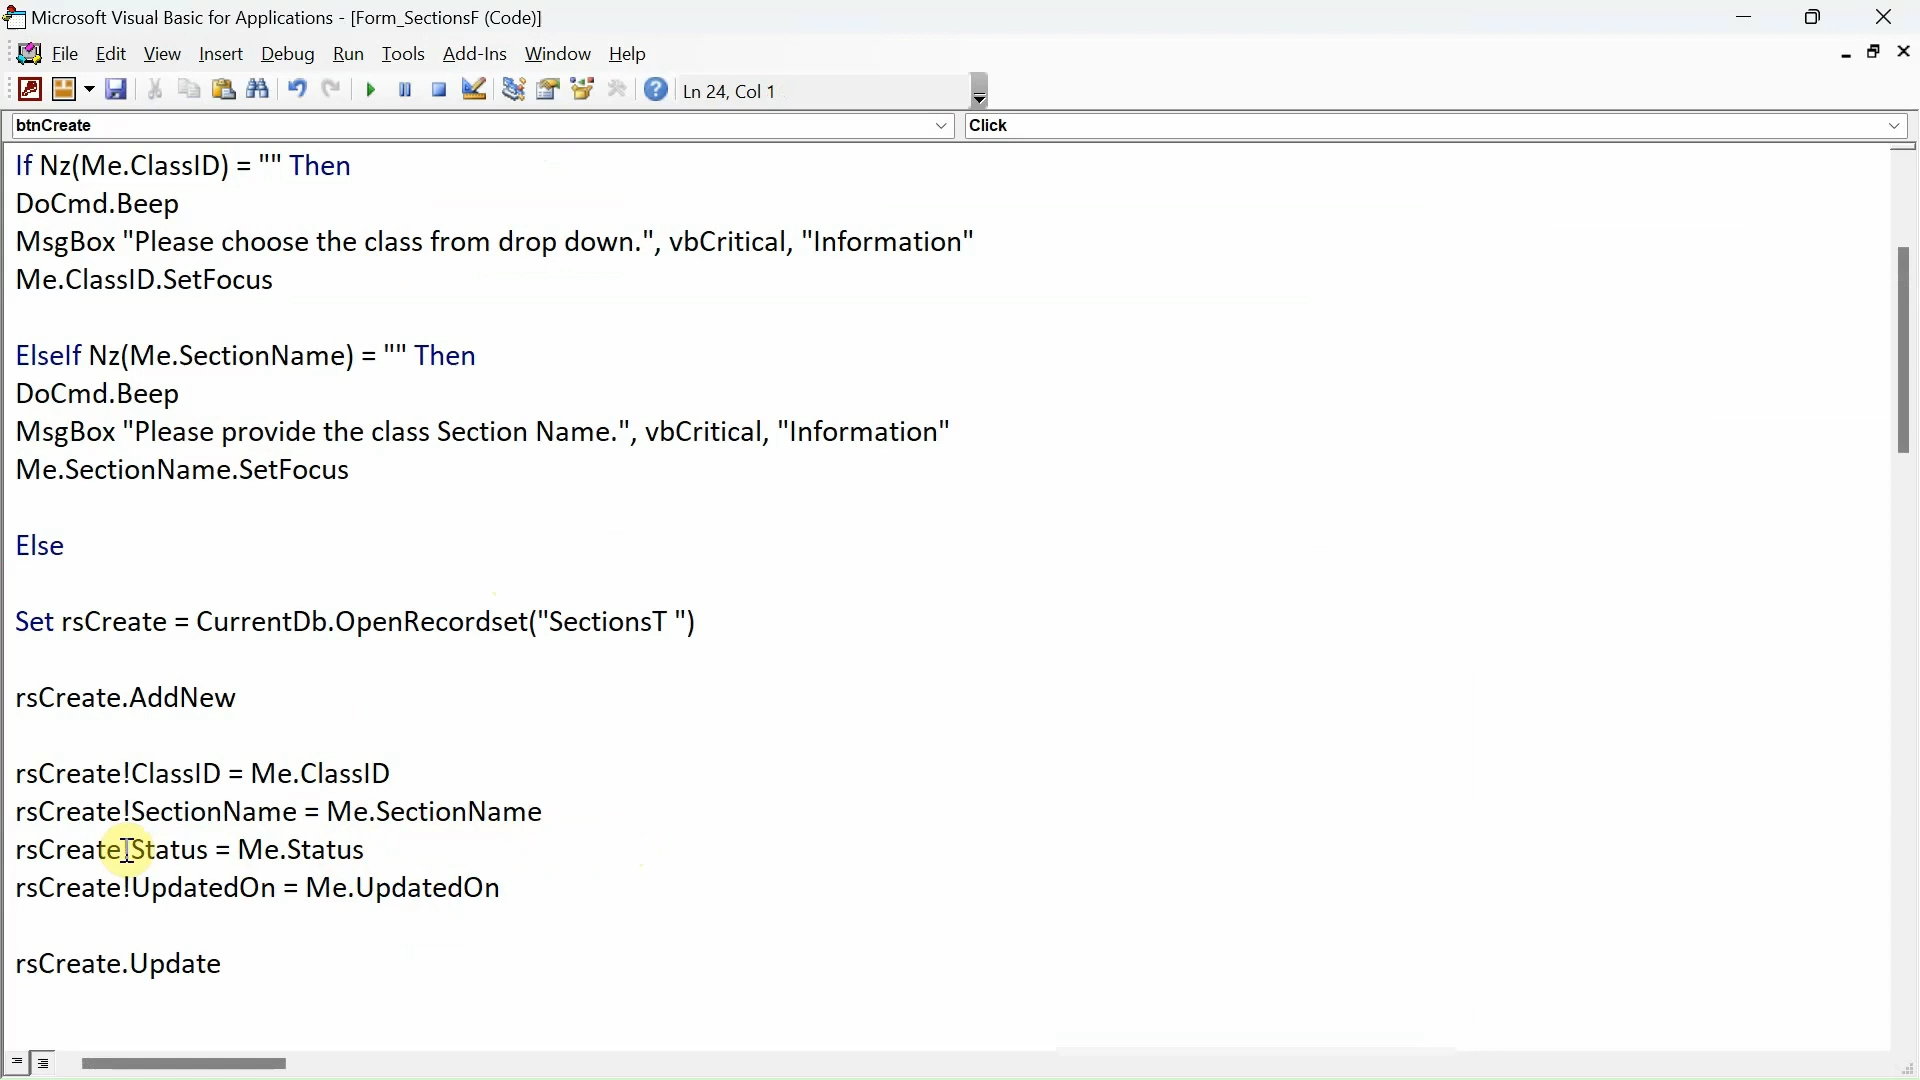 Microsoft Visual Basic for Applications - [Form_SectionsF (Code)]
File Edit View Insert Debug Run Tools Add-Ins Window Help
Ln 24, Col 1
btnCreate Click
If Nz(Me.ClassID) = "" Then
DoCmd.Beep
MsgBox "Please choose the class from drop down.", vbCritical, "Information"
Me.ClassID.SetFocus
ElseIf Nz(Me.SectionName) = "" Then
DoCmd.Beep
MsgBox "Please provide the class Section Name.", vbCritical, "Information"
Me.SectionName.SetFocus
Else
Set rsCreate = CurrentDb.OpenRecordset("SectionsT ")
rsCreate.AddNew
rsCreate!ClassID = Me.ClassID
rsCreate!SectionName = Me.SectionName
rsCreate!Status = Me.Status
rsCreate!UpdatedOn = Me.UpdatedOn
rsCreate.Update